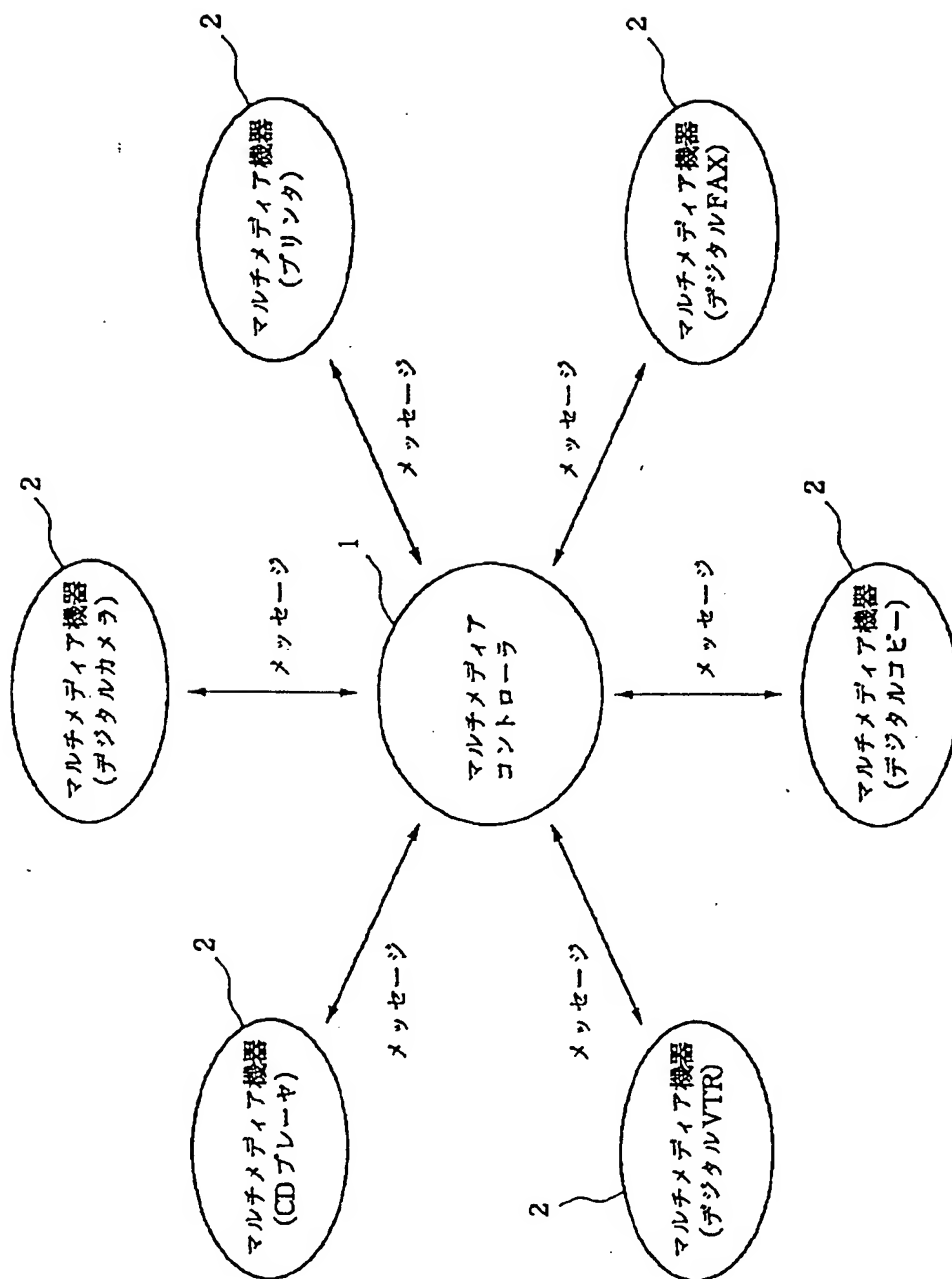 2
マルチメディア機器
(デジタルカメラ)
2
マルチメディア機器
(CDプレーヤ)
2
マルチメディア機器
(プリンタ)
メッセージ
メッセージ
メッセージ
1
マルチメディア
コントローラ
メッセージ
メッセージ
メッセージ
2
マルチメディア機器
(デジタルVTR)
2
マルチメディア機器
(デジタルFAX)
2
マルチメディア機器
(デジタルコピー)